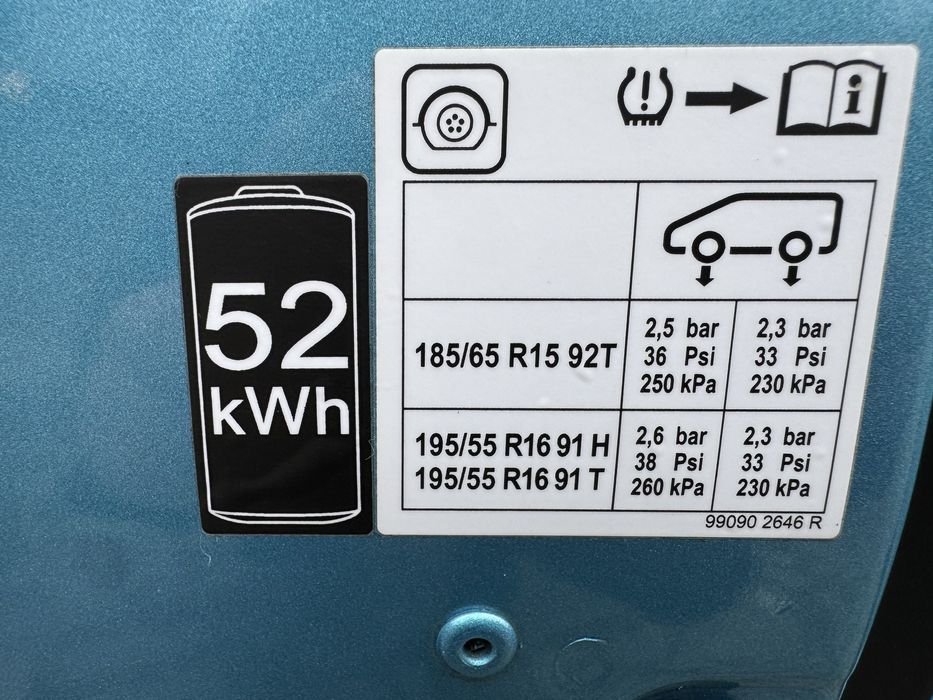 52
kWh
185/65 R15 92T
2,5 bar
36 Psi
250 kPa
2,3 bar
33 Psi
230 kPa
195/55 R16 91 H
195/55 R16 91 T
2,6 bar
38 Psi
260 kPa
2,3 bar
33 Psi
230 kPa
99090 2646 R